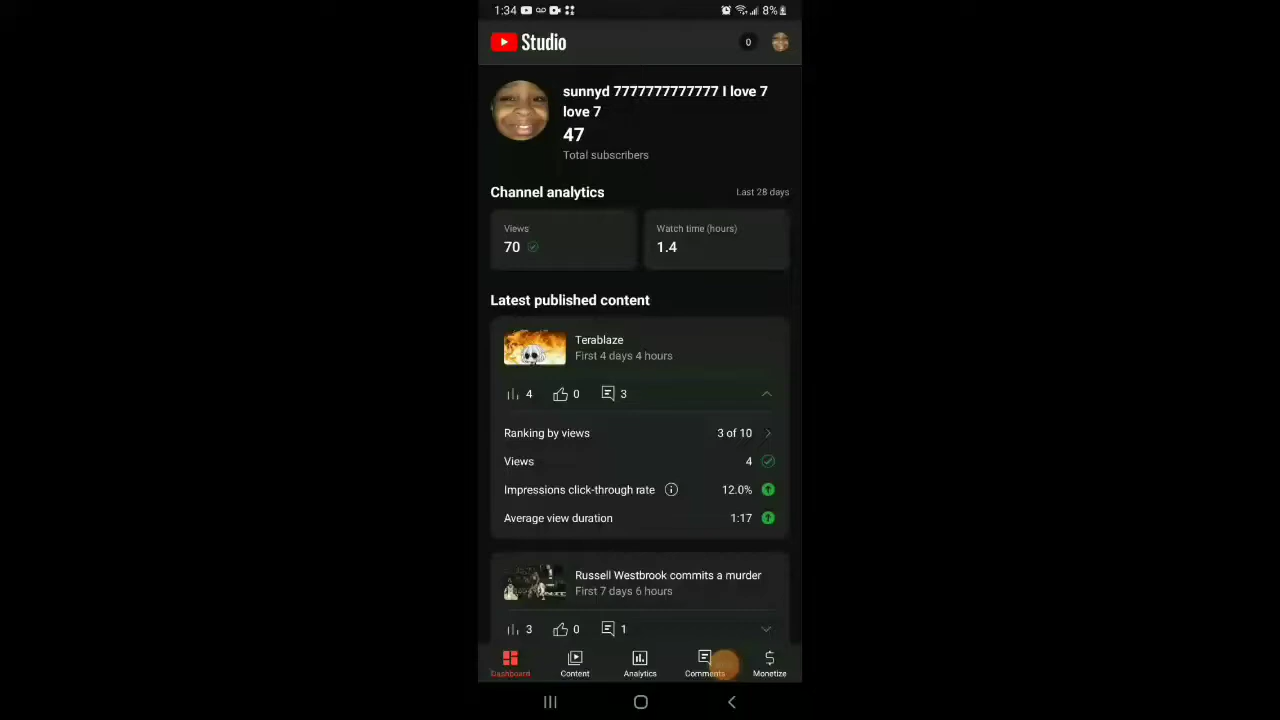 1:34 8%
Studio 0
sunnyd 7777777777777 I love 7
love 7
47
Total subscribers
Channel analytics Last 28 days
Views Watch time (hours)
70 1.4
Latest published content
Terablaze
First 4 days 4 hours
4 0 3
Ranking by views 3 of 10
Views 4
Impressions click-through rate 12.0%
Average view duration 1:17
Russell Westbrook commits a murder
First 7 days 6 hours
3 0 1
Dashboard Content Analytics Comments Monetize